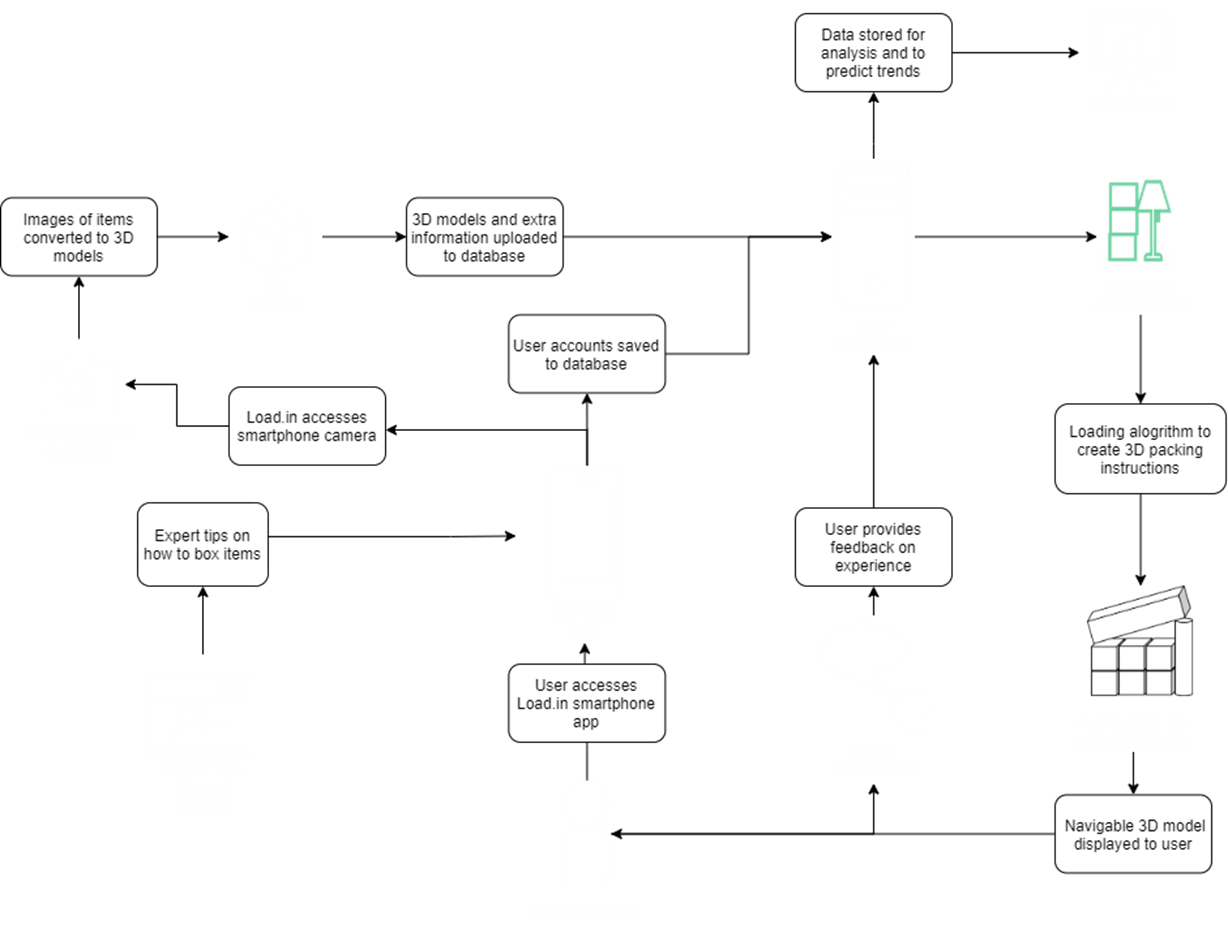 Data stored for
analysis and to
predict trends
Images of items
converted to 3D
models
3D models and extra
information uploaded
to database
User accounts saved
to database
Load.in accesses
smartphone camera
Loading alogrithm to
create 3D packing
instructions
Expert tips on
how to box items
User provides
feedback on
experience
User accesses
Load.in smartphone
app
Navigable 3D model
displayed to user